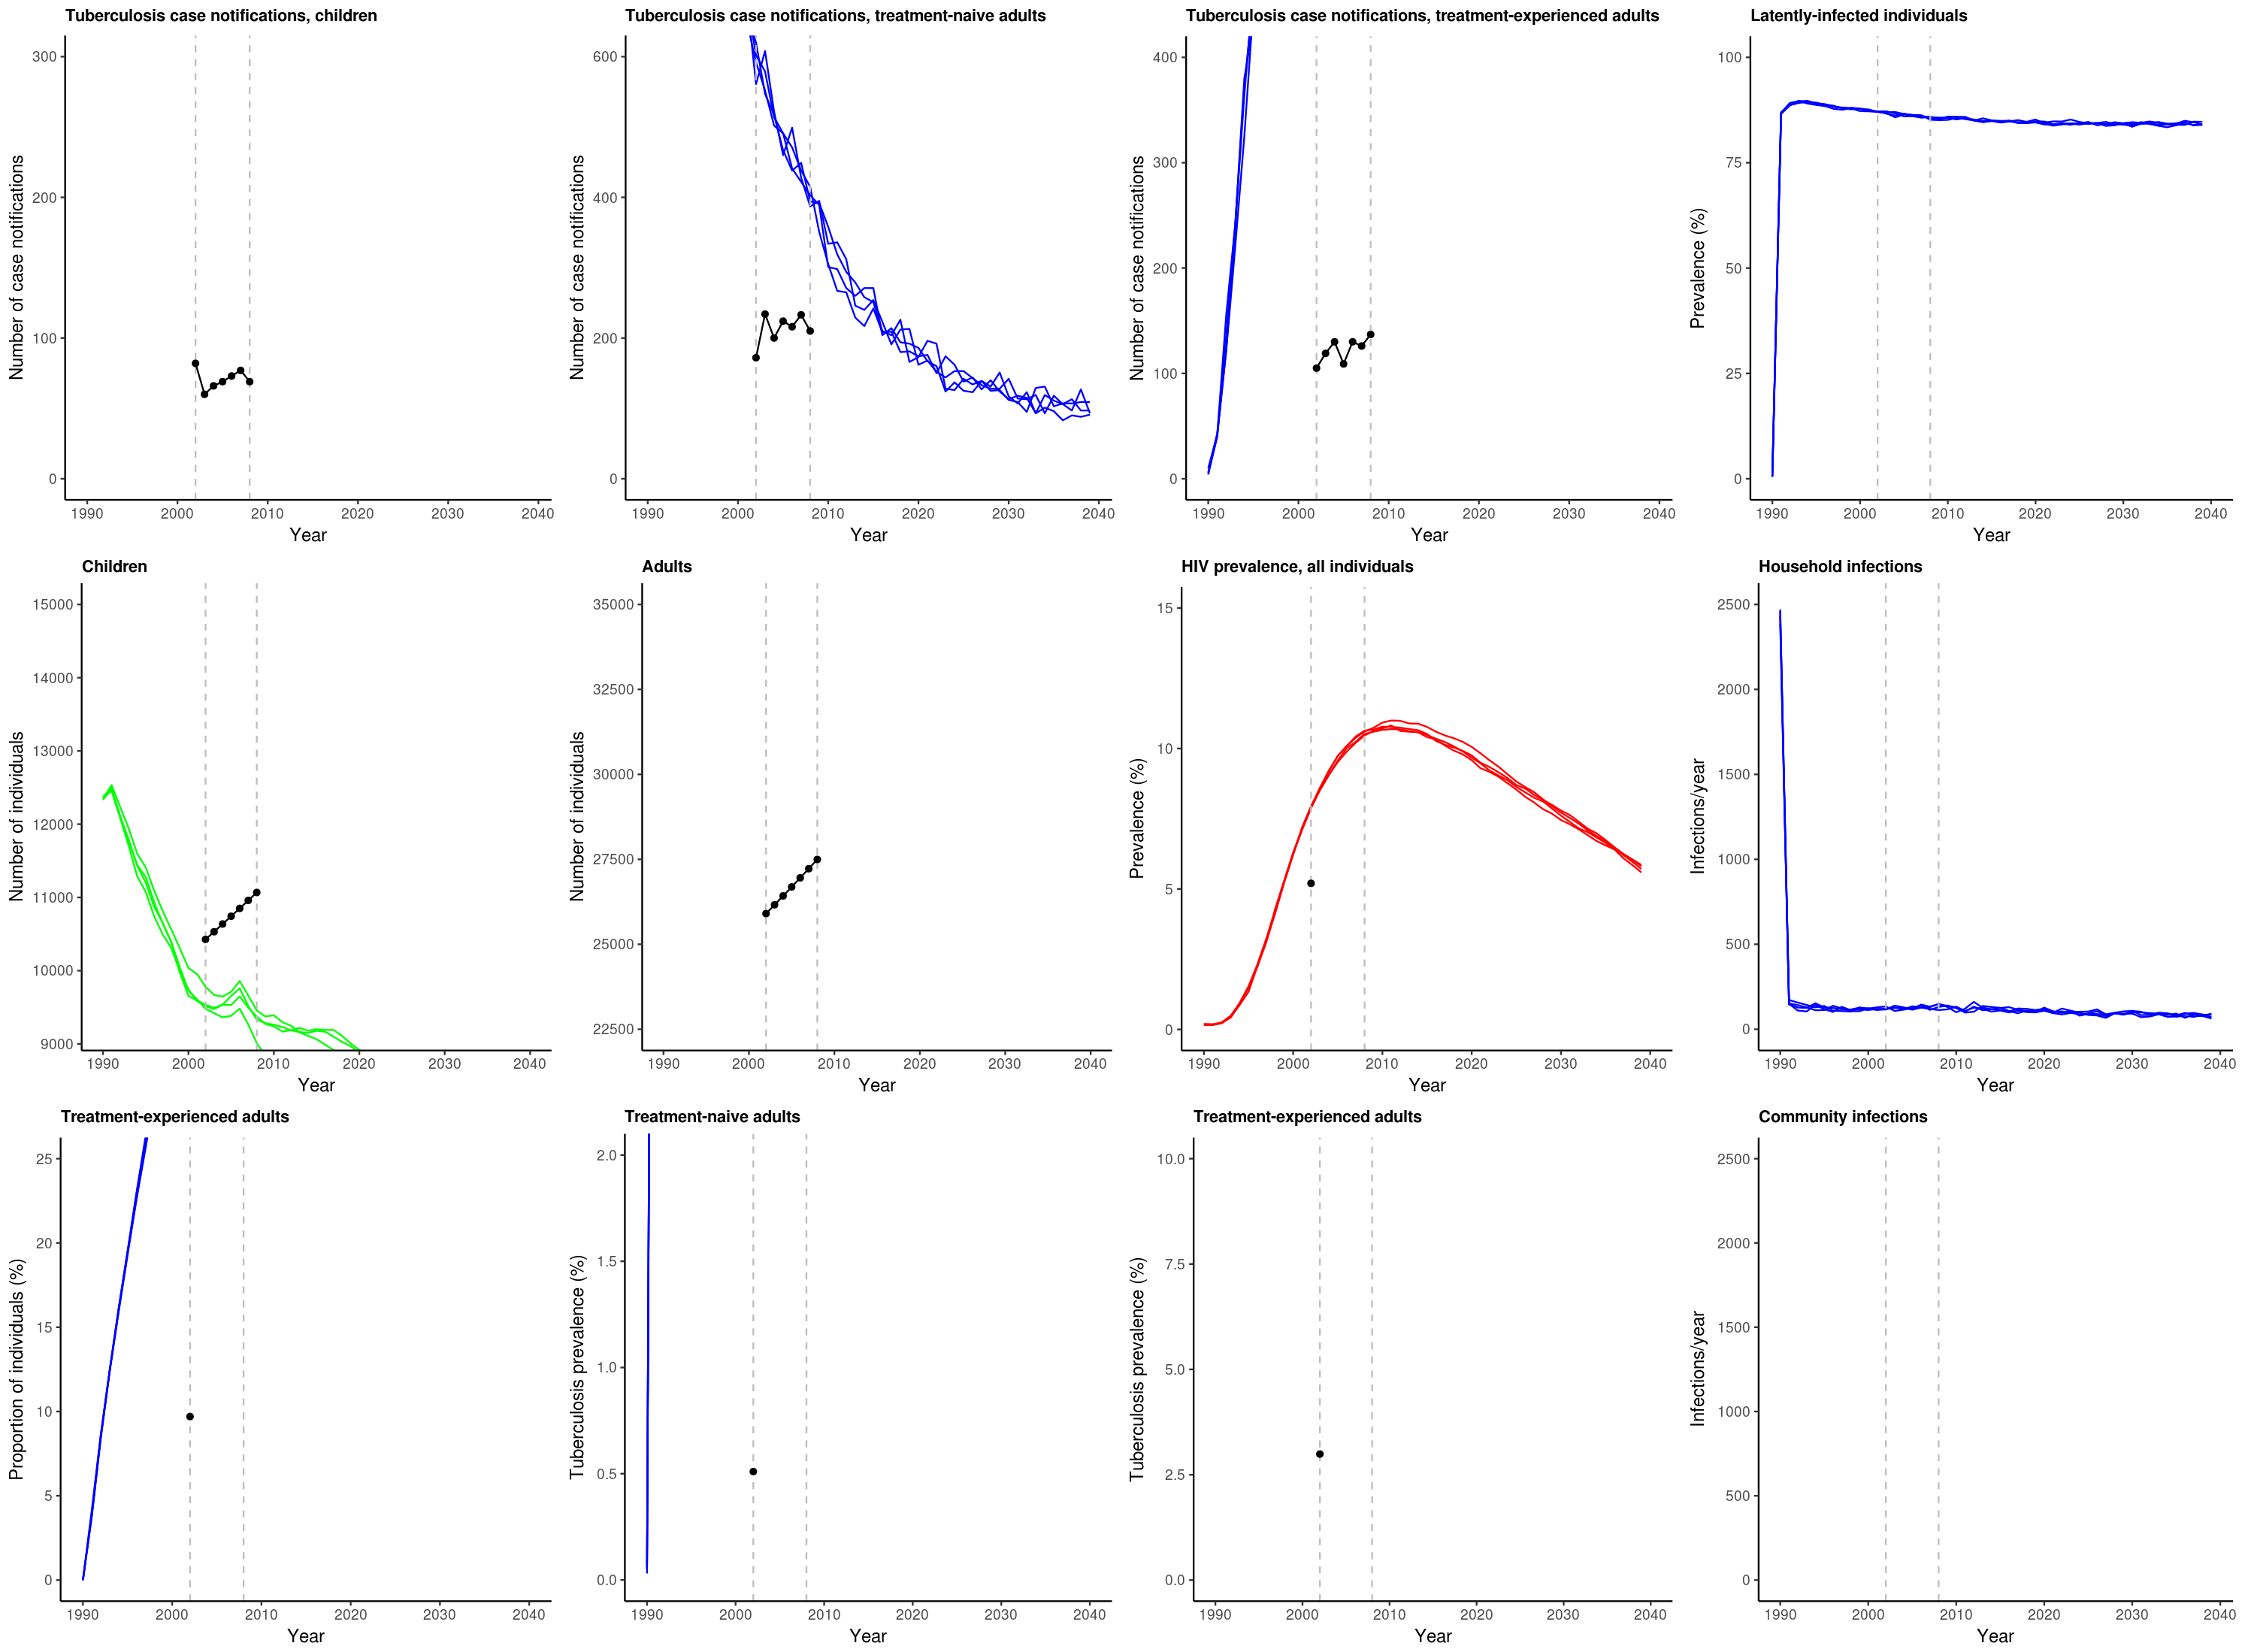 Tuberculosis case notifications, children
Number of case notifications
300
200
100
0
1990 2000 2010 2020 2030 2040
Year
Tuberculosis case notifications, treatment-naive adults
Number of case notifications
600
400
200
0
1990 2000 2010 2020 2030 2040
Year
Tuberculosis case notifications, treatment-experienced adults
Number of case notifications
400
300
200
100
0
1990 2000 2010 2020 2030 2040
Year
Latently-infected individuals
Prevalence (%)
100
75
50
25
0
1990 2000 2010 2020 2030 2040
Year
Children
Number of individuals
15000
14000
13000
12000
11000
10000
9000
1990 2000 2010 2020 2030 2040
Year
Adults
Number of individuals
35000
32500
30000
27500
25000
22500
1990 2000 2010 2020 2030 2040
Year
HIV prevalence, all individuals
Prevalence (%)
15
10
5
0
1990 2000 2010 2020 2030 2040
Year
Household infections
Infections/year
2500
2000
1500
1000
500
0
1990 2000 2010 2020 2030 2040
Year
Treatment-experienced adults
Proportion of individuals (%)
25
20
15
10
5
0
1990 2000 2010 2020 2030 2040
Year
Treatment-naive adults
Tuberculosis prevalence (%)
2.0
1.5
1.0
0.5
0.0
1990 2000 2010 2020 2030 2040
Year
Treatment-experienced adults
Tuberculosis prevalence (%)
10.0
7.5
5.0
2.5
0.0
1990 2000 2010 2020 2030 2040
Year
Community infections
Infections/year
2500
2000
1500
1000
500
0
1990 2000 2010 2020 2030 2040
Year